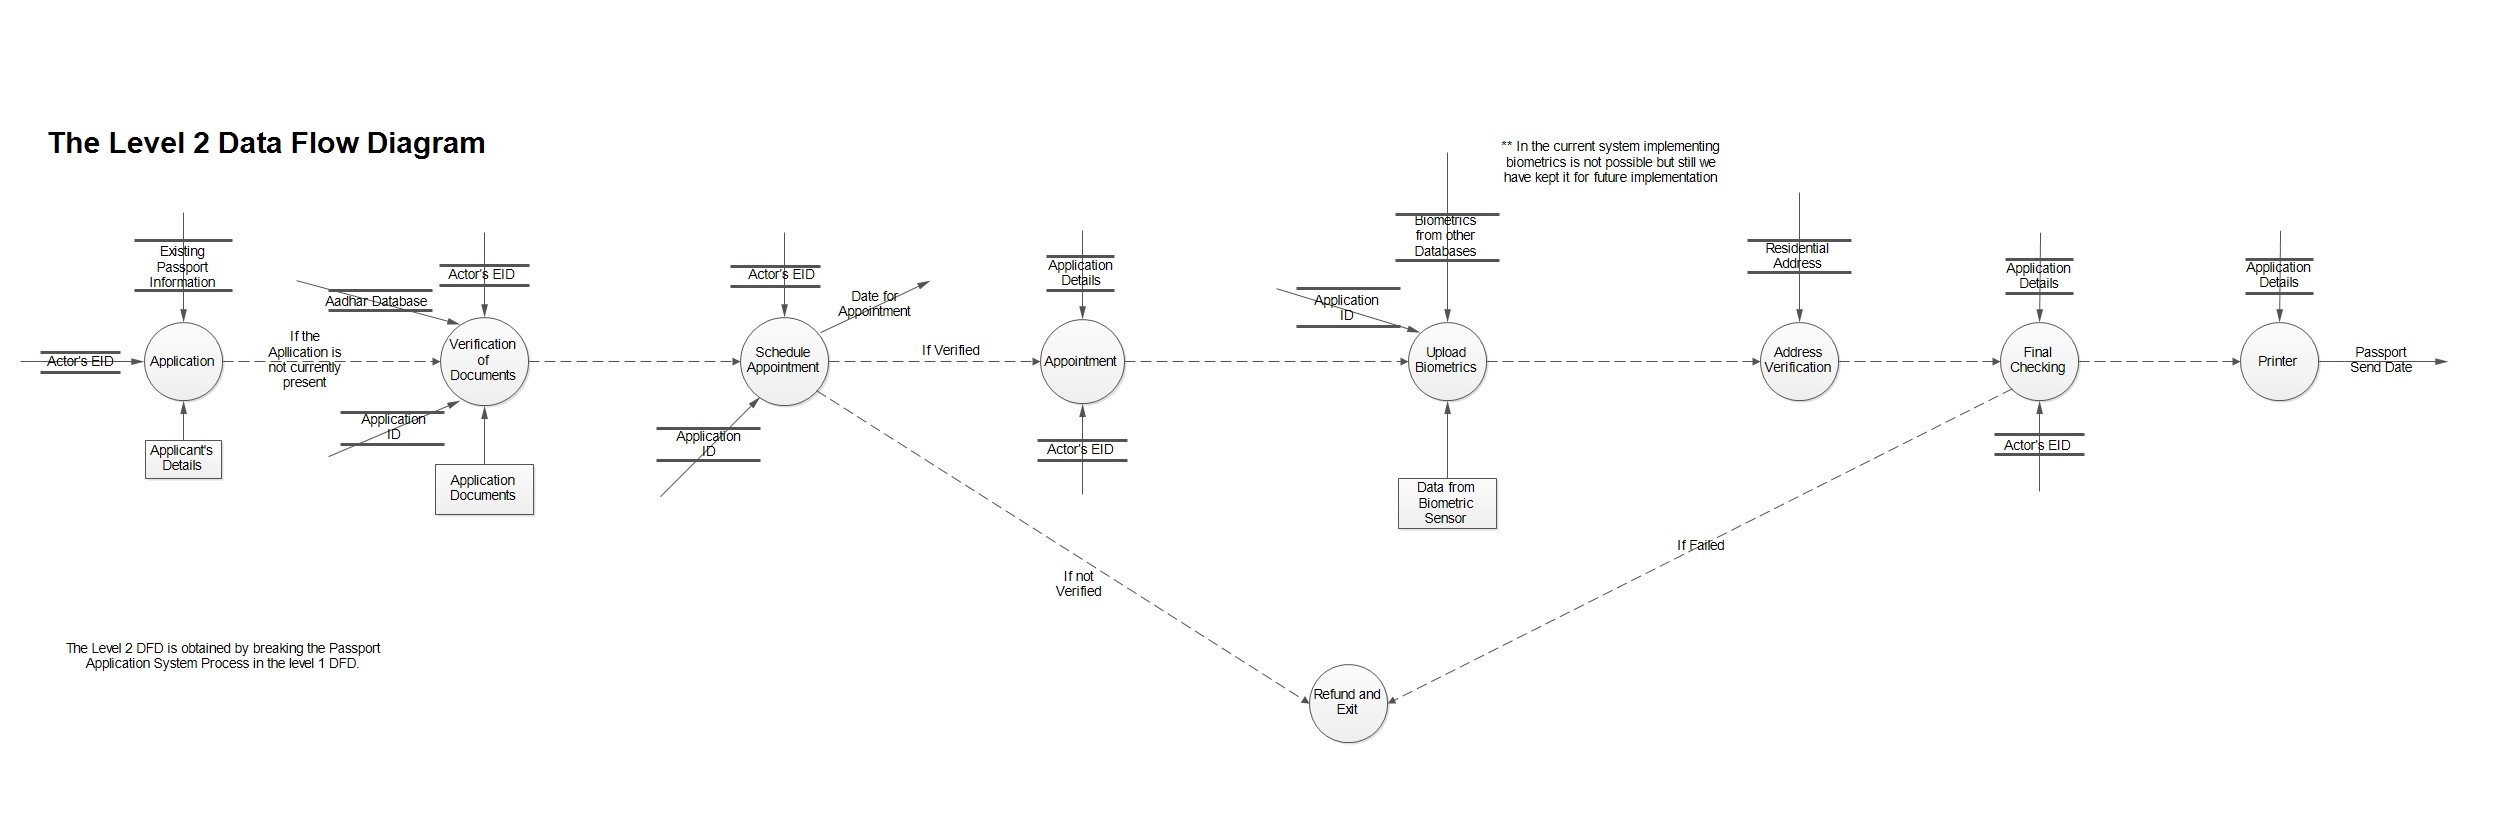 The Level 2 Data Flow Diagram
** In the current system implementing
biometrics is not possible but still we
have kept it for future implementation
Existing
Passport
Information
Actor's EID
Application
Applicant's
Details
If the
Apllication is
not currently
present
Aadhar Database
Actor's EID
Verification
of
Documents
Application
ID
Application
Documents
Actor's EID
Schedule
Appointment
Application
ID
Date for
Appointment
If Verified
If not
Verified
Application
Details
Appointment
Actor's EID
Biometrics
from other
Databases
Application
ID
Upload
Biometrics
Data from
Biometric
Sensor
Residential
Address
Address
Verification
Application
Details
Final
Checking
Actor's EID
If Failed
Application
Details
Printer
Passport
Send Date
Refund and
Exit
The Level 2 DFD is obtained by breaking the Passport
Application System Process in the level 1 DFD.